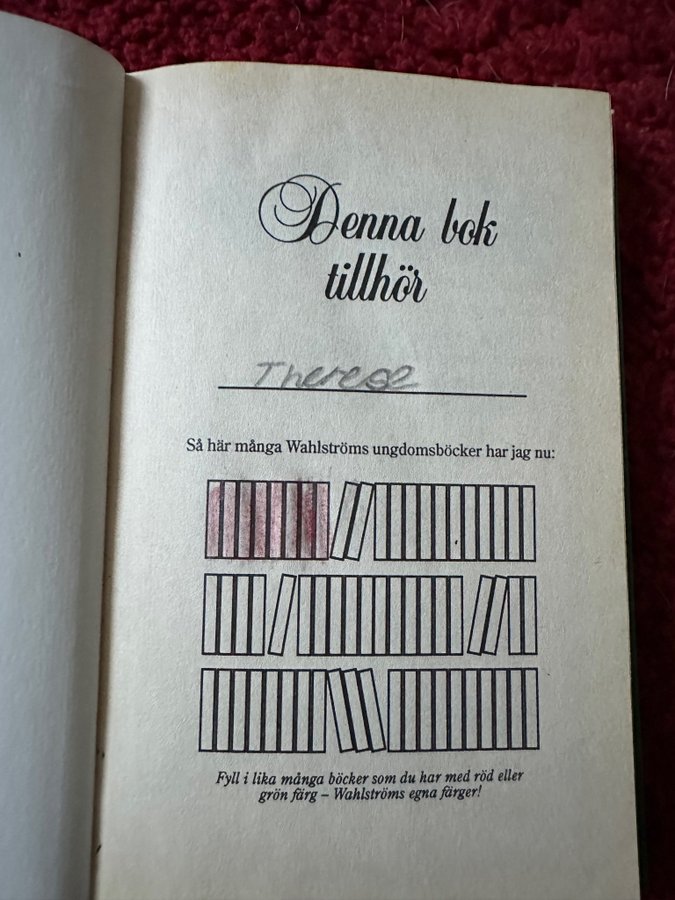 Denna bok
tillhör
Therese
Så här många Wahlströms ungdomsböcker har jag nu:
Fyll i lika många böcker som du har med röd eller
grön färg – Wahlströms egna färger!